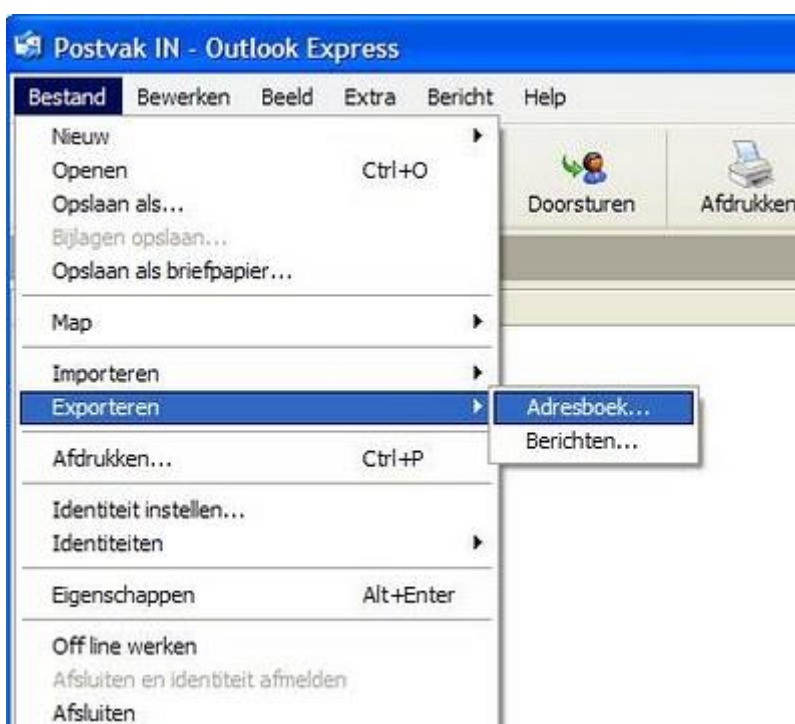 Postvak IN - Outlook Express
Bestand Bewerken Beeld Extra Bericht Help
Nieuw
Openen Ctrl+O
Opslaan als...
Bijlagen opslaan...
Opslaan als briefpapier...
Doorsturen Afdrukken
Map
Importeren
Exporteren
Adresboek...
Berichten...
Afdrukken... Ctrl+P
Identiteit instellen...
Identiteiten
Eigenschappen Alt+Enter
Off line werken
Afsluiten en identiteit afmelden
Afsluiten